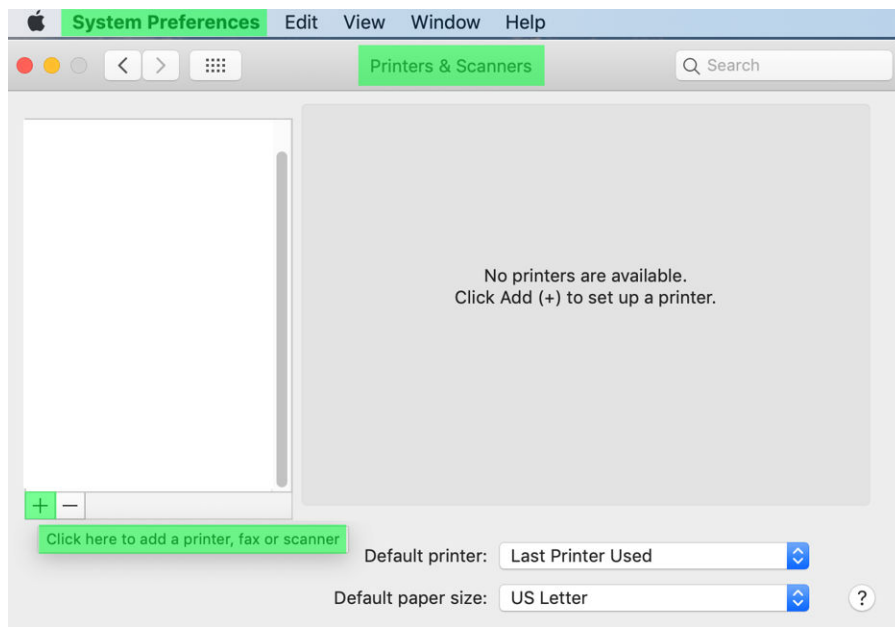 System Preferences Edit View Window Help
Printers & Scanners
Search
No printers are available.
Click Add (+) to set up a printer.
+ −
Click here to add a printer, fax or scanner
Default printer: Last Printer Used
Default paper size: US Letter
?